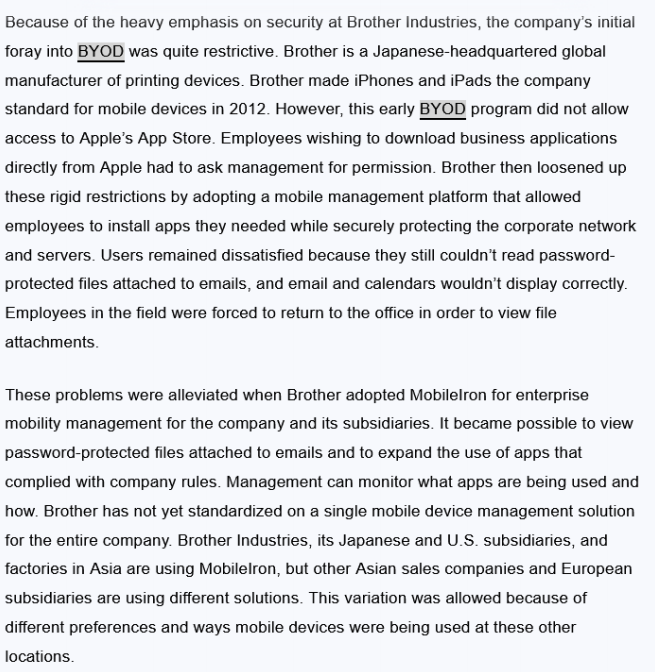 Because of the heavy emphasis on security at Brother Industries, the company’s initial
foray into BYOD was quite restrictive. Brother is a Japanese-headquartered global
manufacturer of printing devices. Brother made iPhones and iPads the company
standard for mobile devices in 2012. However, this early BYOD program did not allow
access to Apple’s App Store. Employees wishing to download business applications
directly from Apple had to ask management for permission. Brother then loosened up
these rigid restrictions by adopting a mobile management platform that allowed
employees to install apps they needed while securely protecting the corporate network
and servers. Users remained dissatisfied because they still couldn’t read password-
protected files attached to emails, and email and calendars wouldn’t display correctly.
Employees in the field were forced to return to the office in order to view file
attachments.
These problems were alleviated when Brother adopted MobileIron for enterprise
mobility management for the company and its subsidiaries. It became possible to view
password-protected files attached to emails and to expand the use of apps that
complied with company rules. Management can monitor what apps are being used and
how. Brother has not yet standardized on a single mobile device management solution
for the entire company. Brother Industries, its Japanese and U.S. subsidiaries, and
factories in Asia are using MobileIron, but other Asian sales companies and European
subsidiaries are using different solutions. This variation was allowed because of
different preferences and ways mobile devices were being used at these other
locations.